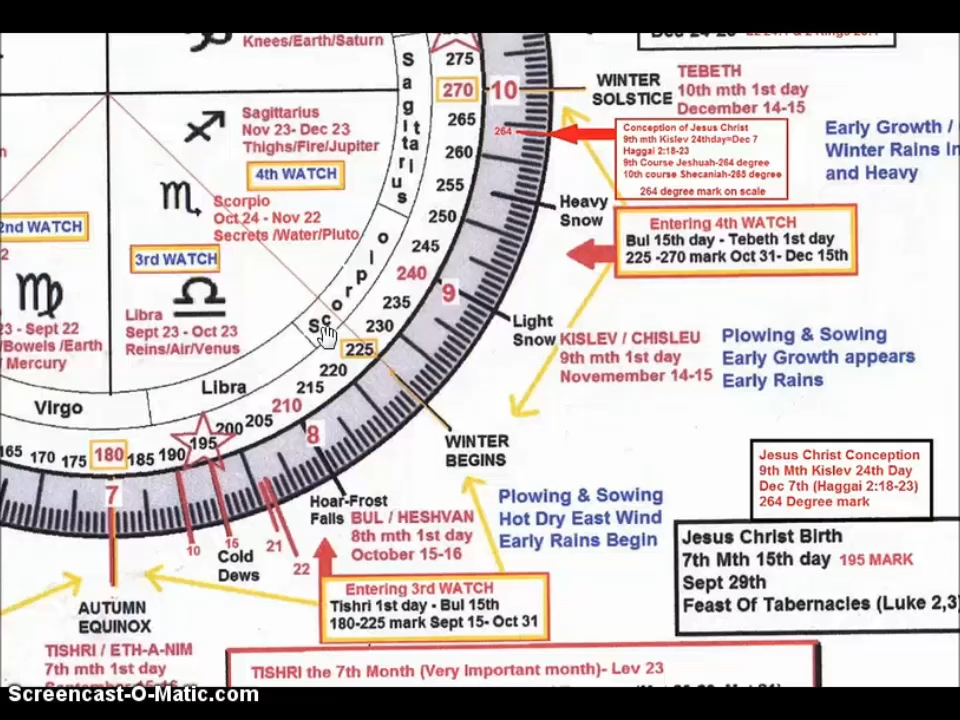 Knees/Earth/Saturn
275
270
10
265
264
260
255
250
245
240
235
9
230
225
220
215
210
8
205
200
195
190
185
180
7
175
170
165
Sagittarius
Scorpio
Libra
Virgo
Sagittarius
Nov 23- Dec 23
Thighs/Fire/Jupiter
4th WATCH
Scorpio
Oct 24 - Nov 22
Secrets /Water/Pluto
2nd WATCH
3rd WATCH
Libra
Sept 23 - Oct 23
Reins/Air/Venus
23 - Sept 22
/Bowels /Earth
/ Mercury
WINTER
SOLSTICE
TEBETH
10th mth 1st day
December 14-15
Conception of Jesus Christ
9th mth Kislev 24thday=Dec 7
Haggai 2:18-23
9th Course Jeshuah-264 degree
10th course Shecaniah-265 degree
264 degree mark on scale
Early Growth /
Winter Rains
and Heavy
Heavy
Snow
Entering 4th WATCH
Bul 15th day - Tebeth 1st day
225 -270 mark Oct 31- Dec 15th
Light
Snow
KISLEV / CHISLEU
9th mth 1st day
Novemember 14-15
Plowing & Sowing
Early Growth appears
Early Rains
WINTER
BEGINS
Jesus Christ Conception
9th Mth Kislev 24th Day
Dec 7th (Haggai 2:18-23)
264 Degree mark
Hoar-Frost
Falls
BUL / HESHVAN
8th mth 1st day
October 15-16
Plowing & Sowing
Hot Dry East Wind
Early Rains Begin
10
16
Cold
Dews
21
22
Jesus Christ Birth
7th Mth 15th day 195 MARK
Sept 29th
Feast Of Tabernacles (Luke 2,3)
Entering 3rd WATCH
Tishri 1st day - Bul 15th
180-225 mark Sept 15- Oct 31
AUTUMN
EQUINOX
TISHRI / ETH-A-NIM
7th mth 1st day
TISHRI the 7th Month (Very Important month)- Lev 23
Screencast-O-Matic.com